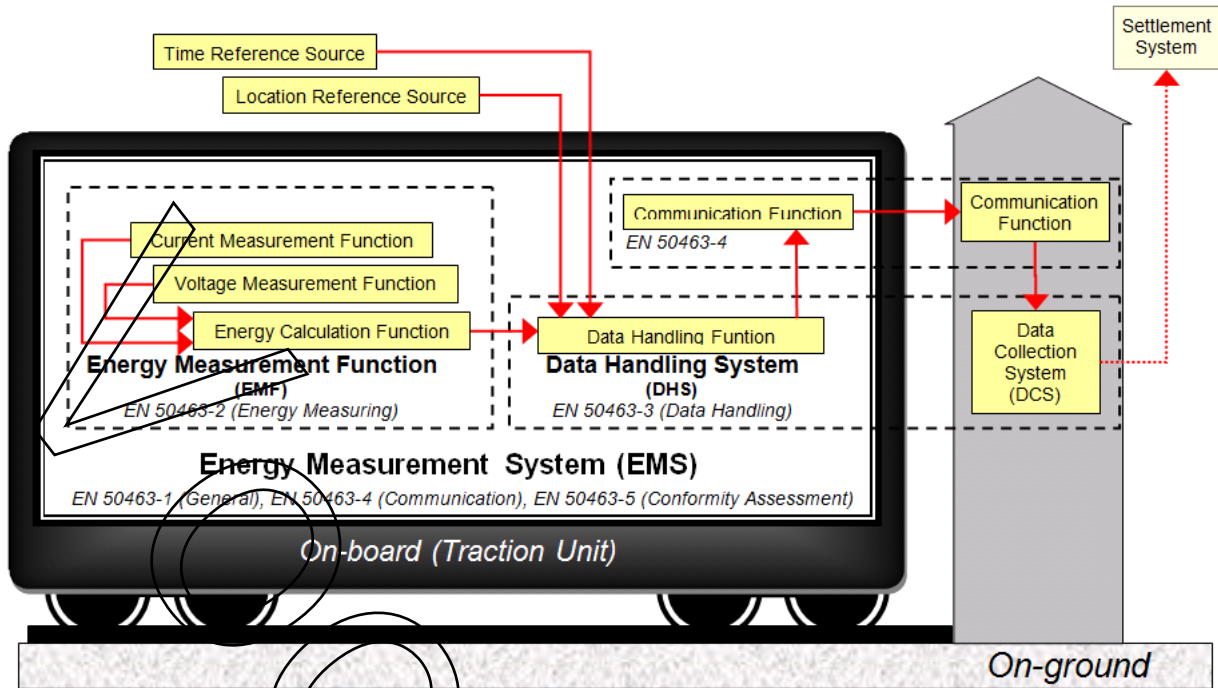 Settlement
System
Time Reference Source
Location Reference Source
Communication Function
EN 50463-4
Communication
Function
Current Measurement Function
Voltage Measurement Function
Energy Calculation Function
Data Handling Funtion
Data
Collection
System
(DCS)
Energy Measurement Function
(EMF)
EN 50463-2 (Energy Measuring)
Data Handling System
(DHS)
EN 50463-3 (Data Handling)
Energy Measurement System (EMS)
EN 50463-1 (General), EN 50463-4 (Communication), EN 50463-5 (Conformity Assessment)
On-board (Traction Unit)
On-ground